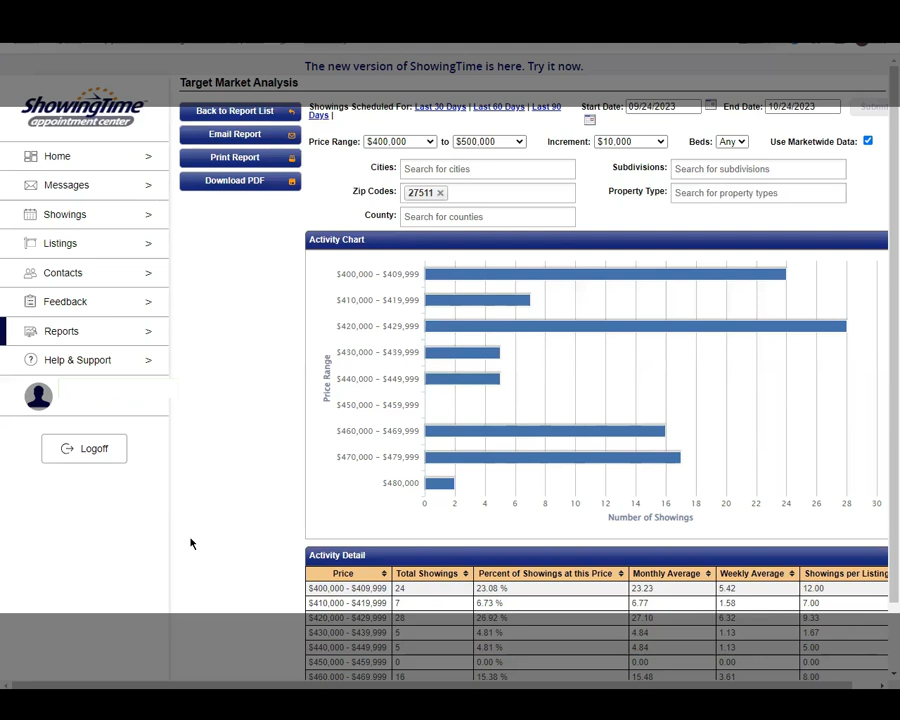 The new version of ShowingTime is here. Try it now.
Target Market Analysis
ShowingTime
appointment center
Home >
Messages >
Showings >
Listings >
Contacts >
Feedback >
Reports >
Help & Support >
Logoff
Back to Report List
Email Report
Print Report
Download PDF
Showings Scheduled For: Last 30 Days | Last 60 Days | Last 90
Days |
Start Date: 09/24/2023 End Date: 10/24/2023
Price Range: $400,000 to $500,000 Increment: $10,000 Beds: Any Use Marketwide Data:
Cities: Search for cities Subdivisions: Search for subdivisions
Zip Codes: 27511 × Property Type: Search for property types
County: Search for counties
Activity Chart
Price Range
$400,000 - $409,999
$410,000 - $419,999
$420,000 - $429,999
$430,000 - $439,999
$440,000 - $449,999
$450,000 - $459,999
$460,000 - $469,999
$470,000 - $479,999
$480,000
0 2 4 6 8 10 12 14 16 18 20 22 24 26 28 30
Number of Showings
Activity Detail
Price Total Showings Percent of Showings at this Price Monthly Average Weekly Average Showings per Listing
$400,000 - $409,999 24 23.08 % 23.23 5.42 12.00
$410,000 - $419,999 7 6.73 % 6.77 1.58 7.00
$420,000 - $429,999 28 26.92 % 27.10 6.32 9.33
$430,000 - $439,999 5 4.81 % 4.84 1.13 1.67
$440,000 - $449,999 5 4.81 % 4.84 1.13 5.00
$450,000 - $459,999 0 0.00 % 0.00 0.00 0.00
$460,000 - $469,999 16 15.38 % 15.48 3.61 8.00